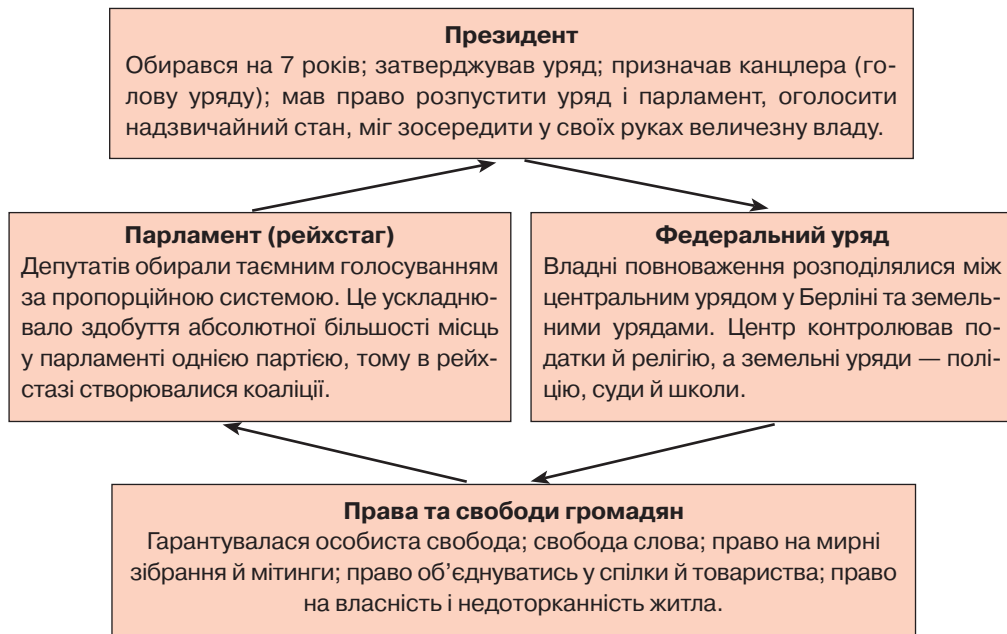 Президент
Обирався на 7 років; затверджував уряд; призначав канцлера (го-
лову уряду); мав право розпустити уряд і парламент, оголосити
надзвичайний стан, міг зосередити у своїх руках величезну владу.
Парламент (рейхстаг)
Депутатів обирали таємним голосуванням
за пропорційною системою. Це ускладню-
вало здобуття абсолютної більшості місць
у парламенті однією партією, тому в рейх-
стазі створювалися коаліції.
Федеральний уряд
Владні повноваження розподілялися між
центральним урядом у Берліні та земель-
ними урядами. Центр контролював по-
датки й релігію, а земельні уряди — полі-
цію, суди й школи.
Права та свободи громадян
Гарантувалася особиста свобода; свобода слова; право на мирні
зібрання й мітинги; право об’єднуватись у спілки й товариства; право
на власність і недоторканність житла.